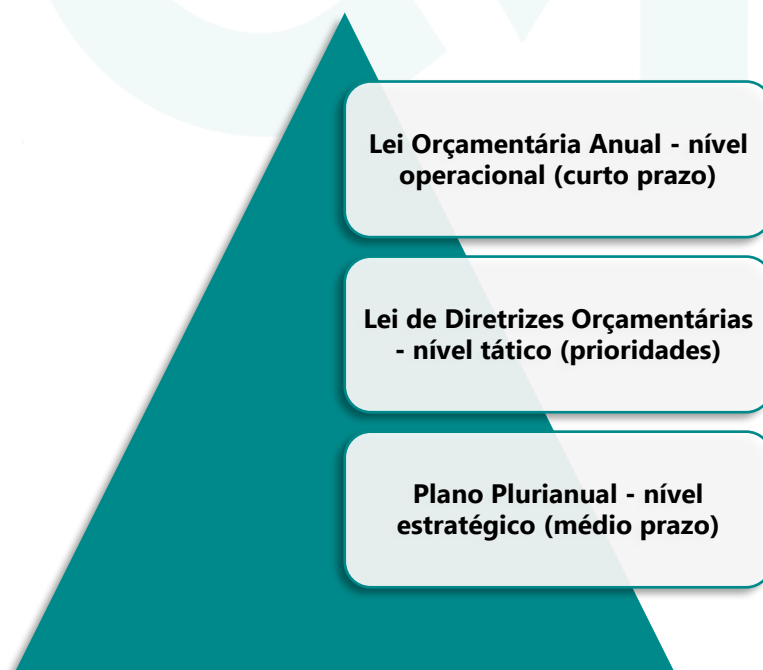 Lei Orçamentária Anual - nível
operacional (curto prazo)
Lei de Diretrizes Orçamentárias
- nível tático (prioridades)
Plano Plurianual - nível
estratégico (médio prazo)